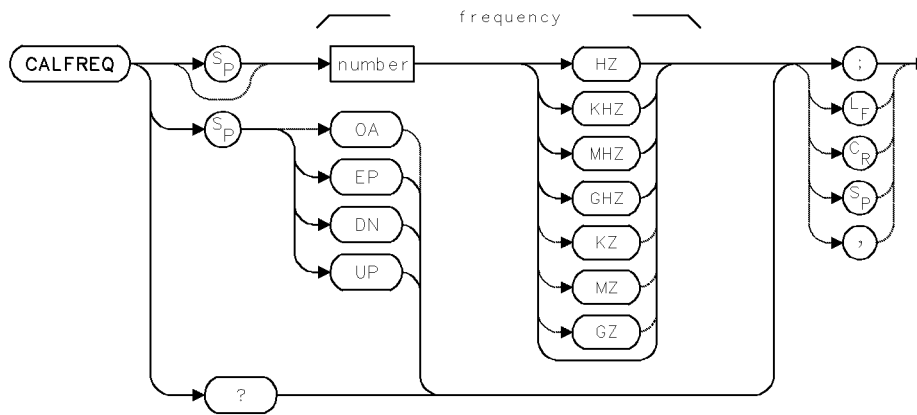 frequency
CALFREQ SP number HZ ;
KHZ LF
SP OA MHZ CR
EP GHZ SP
DN KZ ,
UP MZ
GZ
?